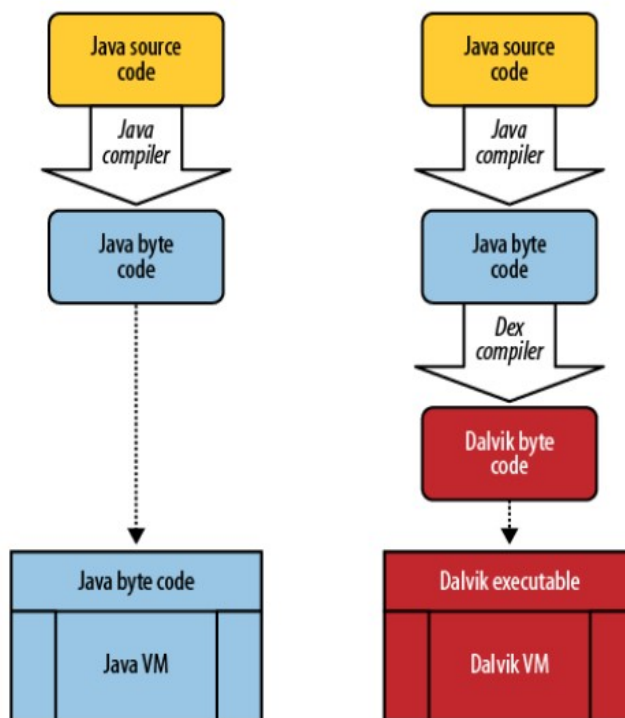 Java source
code
Java
compiler
Java byte
code
Java byte code
Java VM
Java source
code
Java
compiler
Java byte
code
Dex
compiler
Dalvik byte
code
Dalvik executable
Dalvik VM